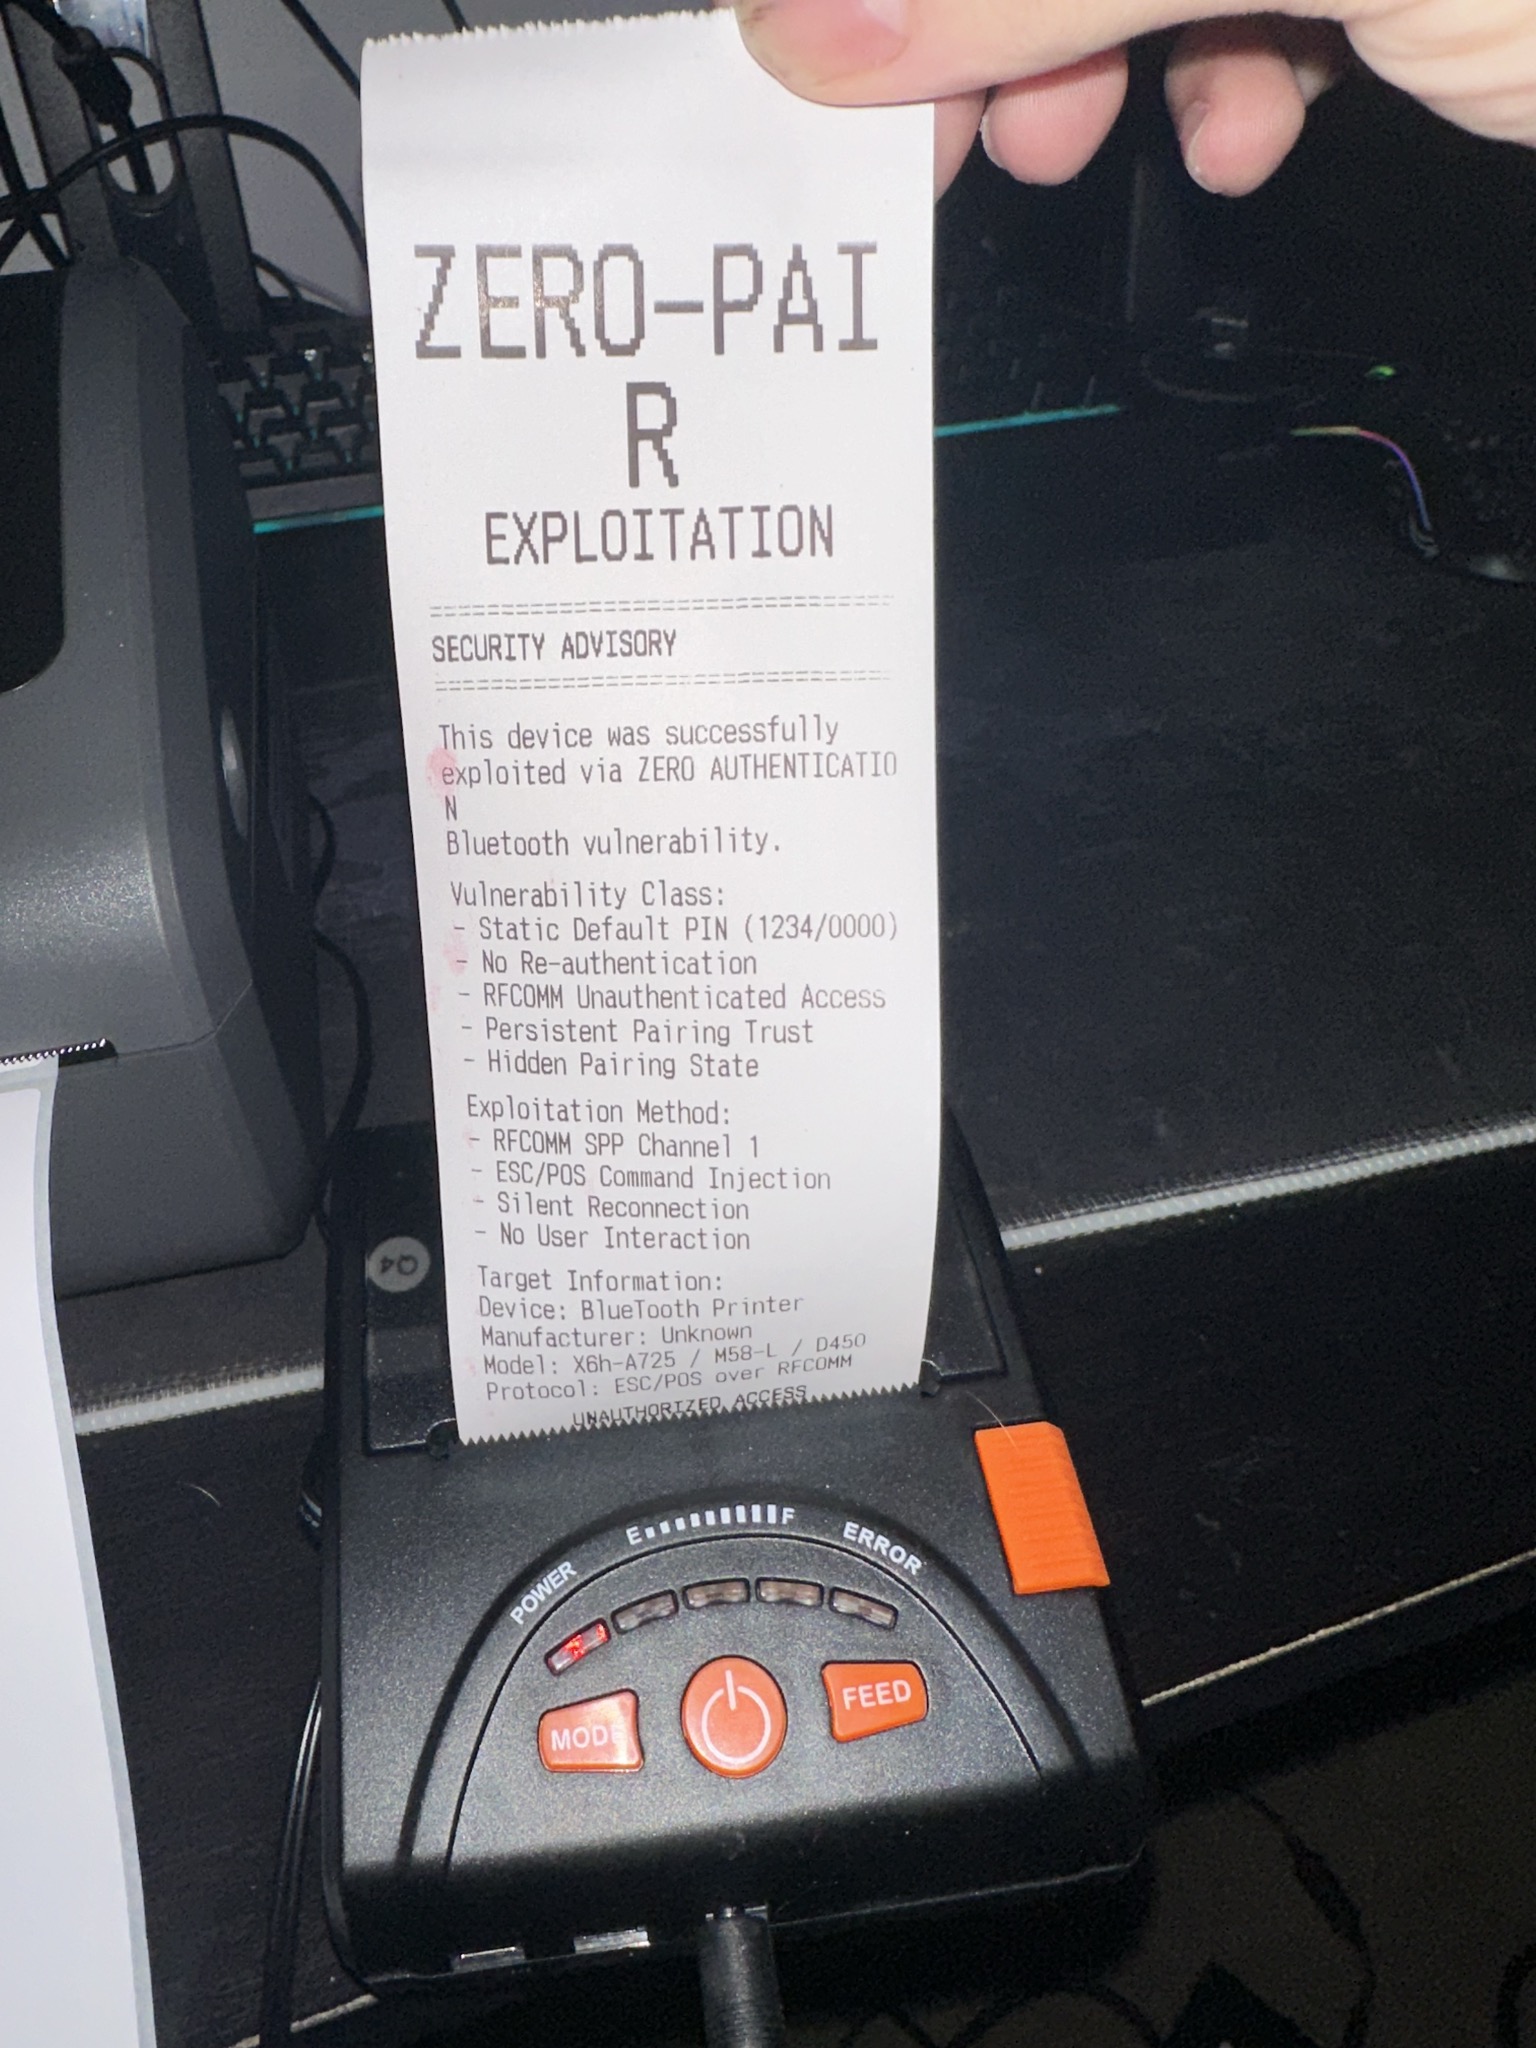 ZERO-PAI
R
EXPLOITATION
SECURITY ADVISORY
This device was successfully
exploited via ZERO AUTHENTICATIO
N
Bluetooth vulnerability.
Vulnerability Class:
- Static Default PIN (1234/0000)
- No Re-authentication
- RFCOMM Unauthenticated Access
- Persistent Pairing Trust
- Hidden Pairing State
Exploitation Method:
- RFCOMM SPP Channel 1
- ESC/POS Command Injection
- Silent Reconnection
- No User Interaction
Target Information:
Device: BlueTooth Printer
Manufacturer: Unknown
Model: X6h-A725 / M58-L / D450
Protocol: ESC/POS over RFCOMM
UNAUTHORIZED ACCESS
Q4
POWER E F ERROR
MODE FEED